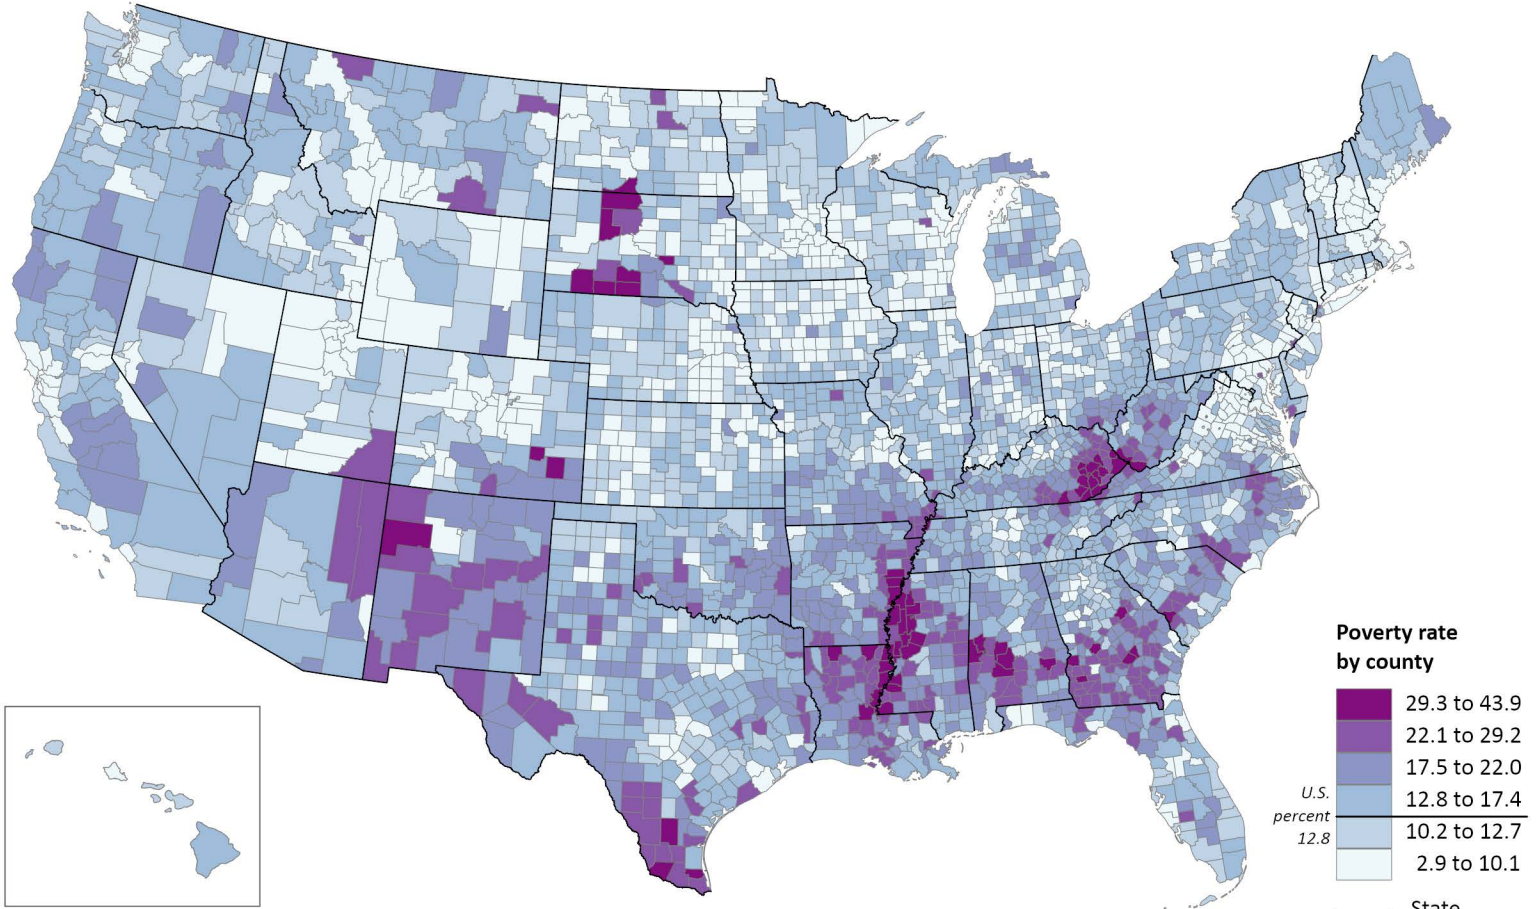 Poverty rate
by county
29.3 to 43.9
22.1 to 29.2
17.5 to 22.0
U.S.
12.8 to 17.4
percent
12.8
10.2 to 12.7
2.9 to 10.1
State